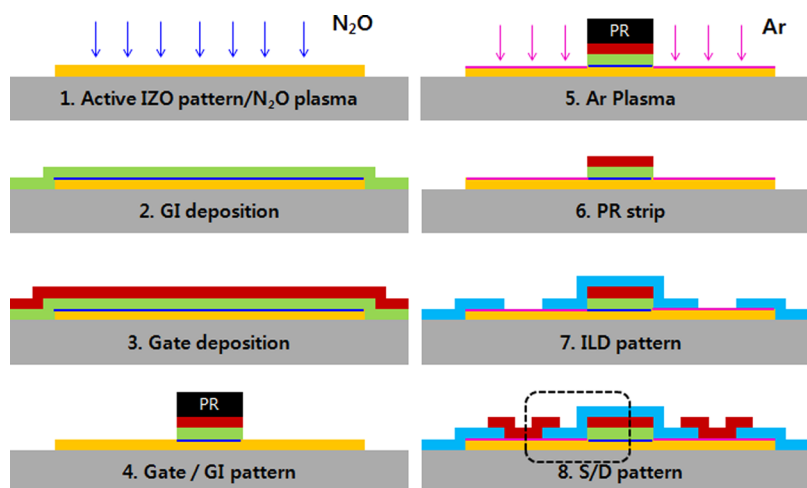 N₂O
1. Active IZO pattern/N₂O plasma
2. GI deposition
3. Gate deposition
PR
4. Gate / GI pattern
PR
Ar
5. Ar Plasma
6. PR strip
7. ILD pattern
8. S/D pattern